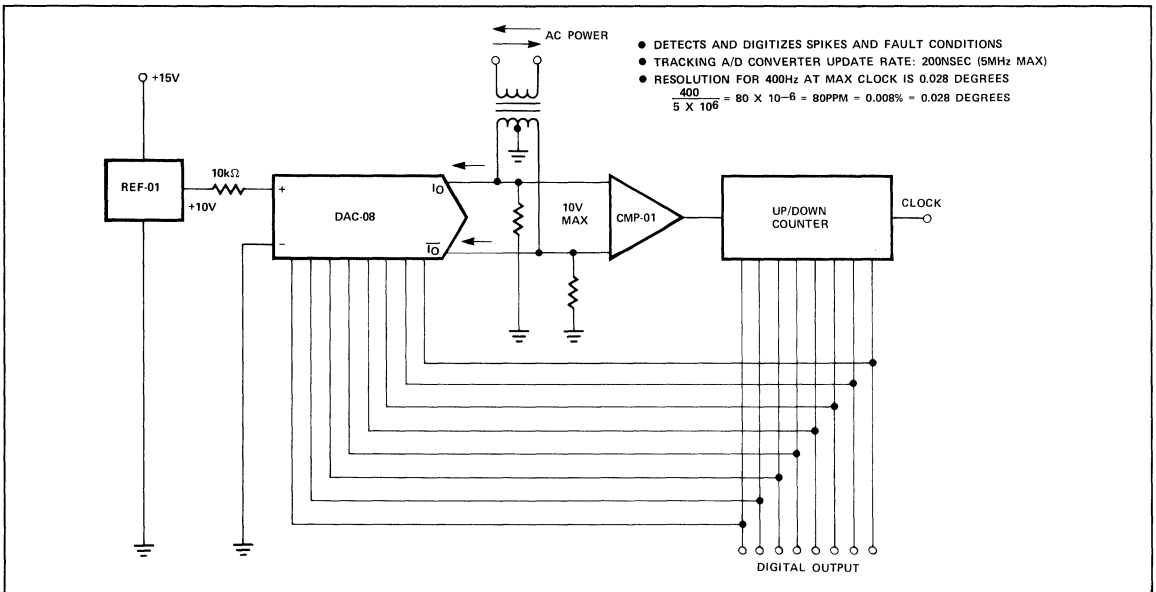 AC POWER
● DETECTS AND DIGITIZES SPIKES AND FAULT CONDITIONS
● TRACKING A/D CONVERTER UPDATE RATE: 200NSEC (5MHz MAX)
● RESOLUTION FOR 400Hz AT MAX CLOCK IS 0.028 DEGREES
400
5 X 10⁶ = 80 X 10⁻⁶ = 80PPM = 0.008% = 0.028 DEGREES
+15V
REF-01
10kΩ
+10V
+
−
DAC-08
IO
IO
10V
MAX
CMP-01
UP/DOWN
COUNTER
CLOCK
DIGITAL OUTPUT